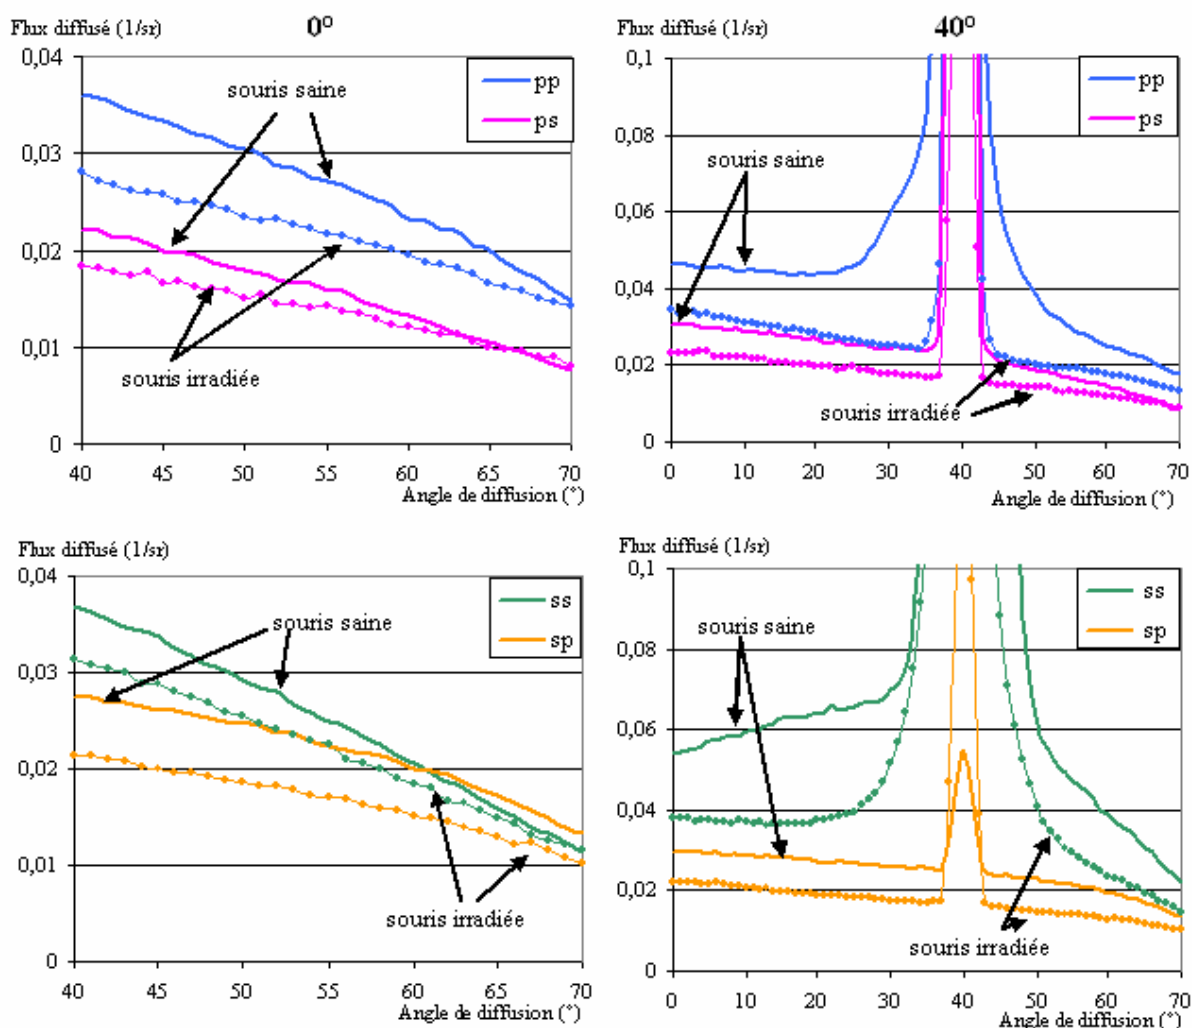 Flux diffusé (1/sr)
0°
0,04
0,03
0,02
0,01
0
pp
ps
souris saine
souris irradiée
40 45 50 55 60 65 70
Angle de diffusion (°)
Flux diffusé (1/sr)
40°
0,1
0,08
0,06
0,04
0,02
0
pp
ps
souris saine
souris irradiée
0 10 20 30 40 50 60 70
Angle de diffusion (°)
Flux diffusé (1/sr)
0,04
0,03
0,02
0,01
0
ss
sp
souris saine
souris irradiée
40 45 50 55 60 65 70
Angle de diffusion (°)
Flux diffusé (1/sr)
0,1
0,08
0,06
0,04
0,02
0
ss
sp
souris saine
souris irradiée
0 10 20 30 40 50 60 70
Angle de diffusion (°)